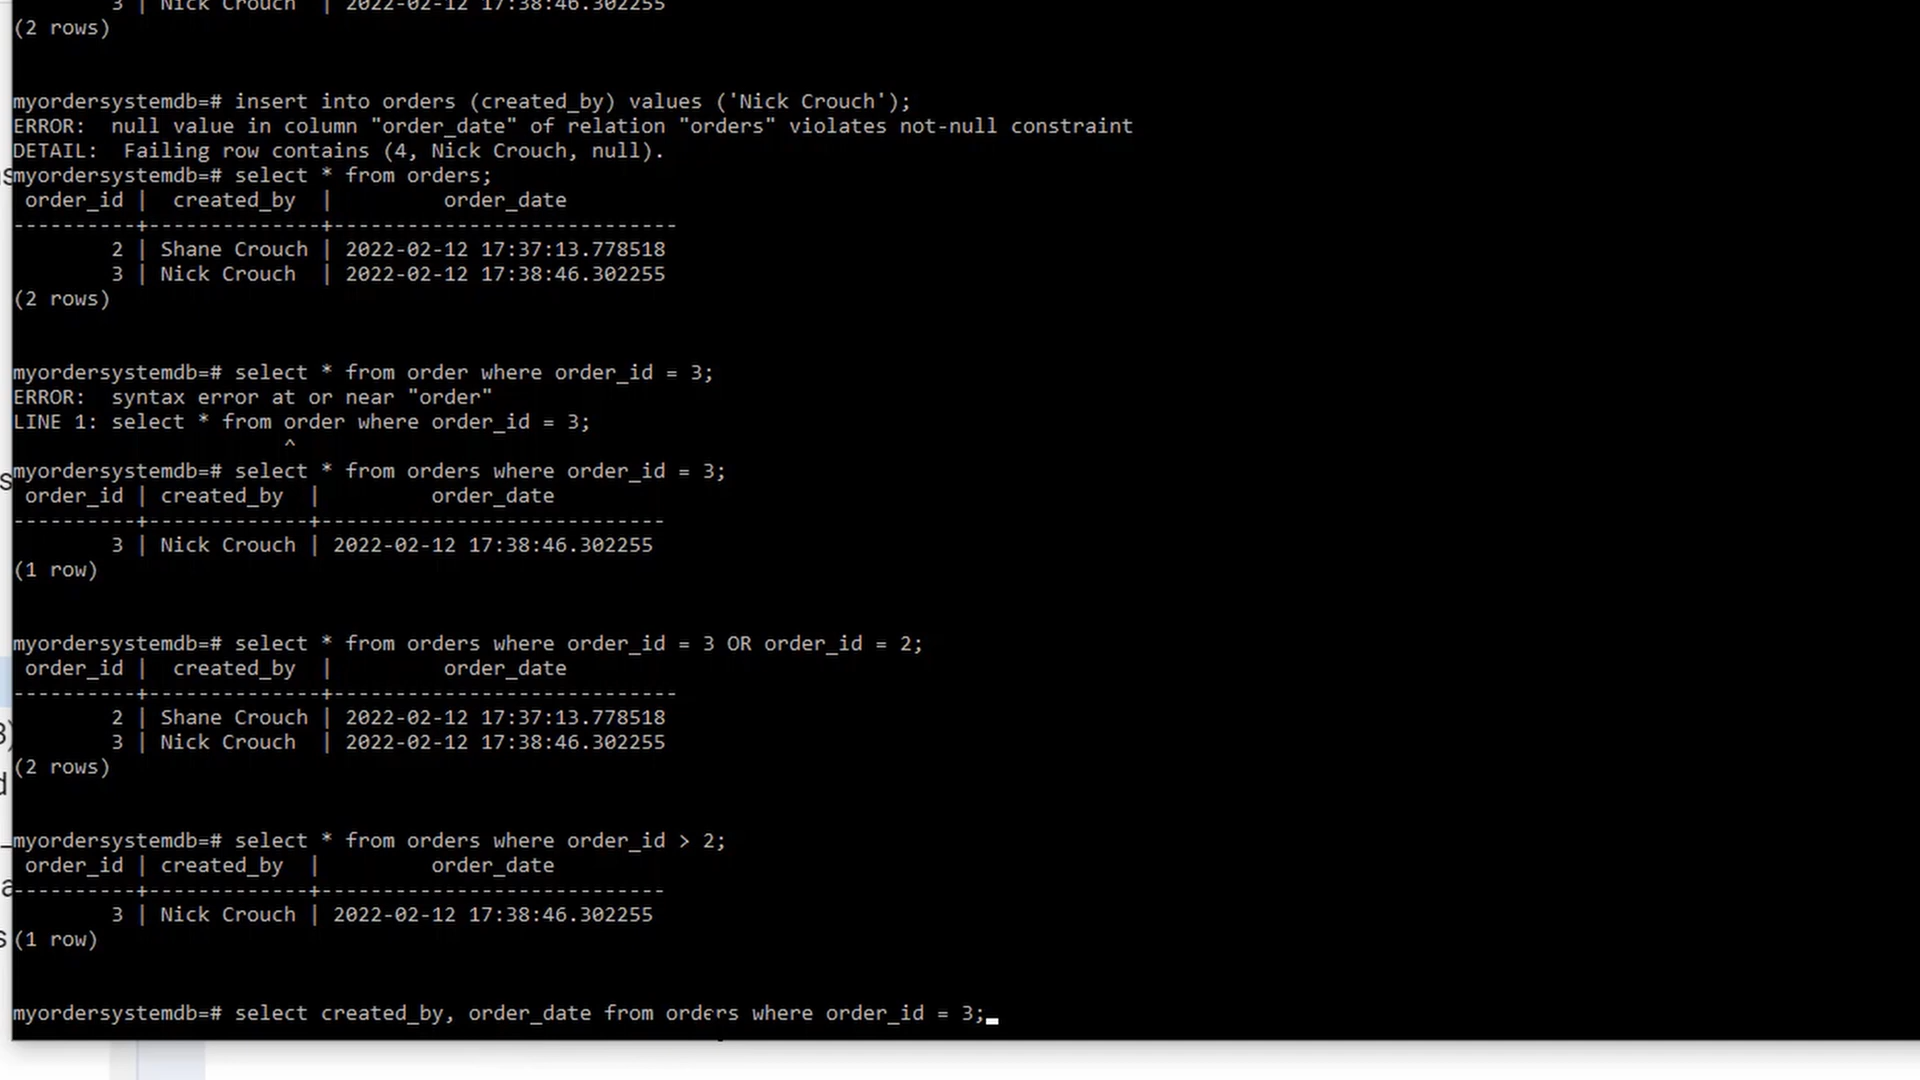 3 | Nick Crouch | 2022-02-12 17:38:46.302255
(2 rows)
myordersystemdb=# insert into orders (created_by) values ('Nick Crouch');
ERROR:  null value in column "order_date" of relation "orders" violates not-null constraint
DETAIL:  Failing row contains (4, Nick Crouch, null).
myordersystemdb=# select * from orders;
 order_id |  created_by  |         order_date
----------+--------------+----------------------------
        2 | Shane Crouch | 2022-02-12 17:37:13.778518
        3 | Nick Crouch  | 2022-02-12 17:38:46.302255
(2 rows)
myordersystemdb=# select * from order where order_id = 3;
ERROR:  syntax error at or near "order"
LINE 1: select * from order where order_id = 3;
                      ^
myordersystemdb=# select * from orders where order_id = 3;
 order_id | created_by  |         order_date
----------+-------------+----------------------------
        3 | Nick Crouch | 2022-02-12 17:38:46.302255
(1 row)
myordersystemdb=# select * from orders where order_id = 3 OR order_id = 2;
 order_id |  created_by  |         order_date
----------+--------------+----------------------------
        2 | Shane Crouch | 2022-02-12 17:37:13.778518
        3 | Nick Crouch  | 2022-02-12 17:38:46.302255
(2 rows)
myordersystemdb=# select * from orders where order_id > 2;
 order_id | created_by  |         order_date
----------+-------------+----------------------------
        3 | Nick Crouch | 2022-02-12 17:38:46.302255
(1 row)
myordersystemdb=# select created_by, order_date from orders where order_id = 3;